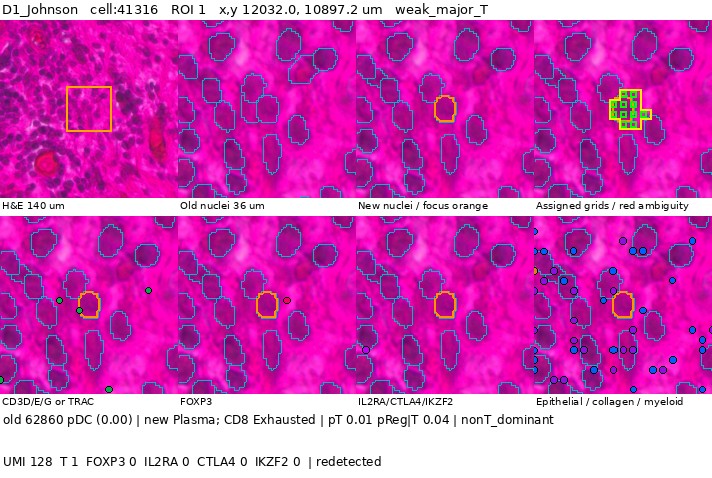 D1_Johnson   cell:41316   ROI 1   x,y 12032.0, 10897.2 um   weak_major_T
H&E 140 um
Old nuclei 36 um
New nuclei / focus orange
Assigned grids / red ambiguity
CD3D/E/G or TRAC
FOXP3
IL2RA/CTLA4/IKZF2
Epithelial / collagen / myeloid
old 62860 pDC (0.00) | new Plasma; CD8 Exhausted | pT 0.01 pReg|T 0.04 | nonT_dominant
UMI 128  T 1  FOXP3 0  IL2RA 0  CTLA4 0  IKZF2 0  | redetected